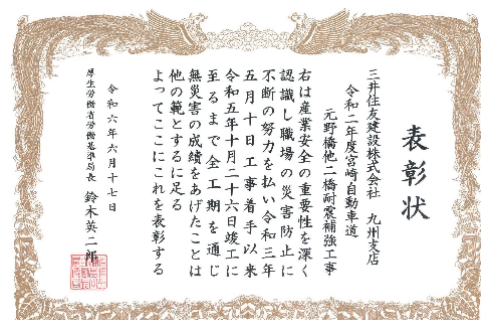 表彰状
三井住友建設株式会社 九州支店
令和二年度宮崎自動車道
元野橋他二橋耐震補強工事
右は産業安全の重要性を深く
認識し職場の災害防止に
不断の努力を払い令和三年
五月十日工事着手以来
令和五年十月二十六日竣工に
至るまで全工期を通じ
無災害の成績をあげたことは
他の範とするに足る
よってここにこれを表彰する
令和六年六月十七日
厚生労働省労働基準局長 鈴木英二郎